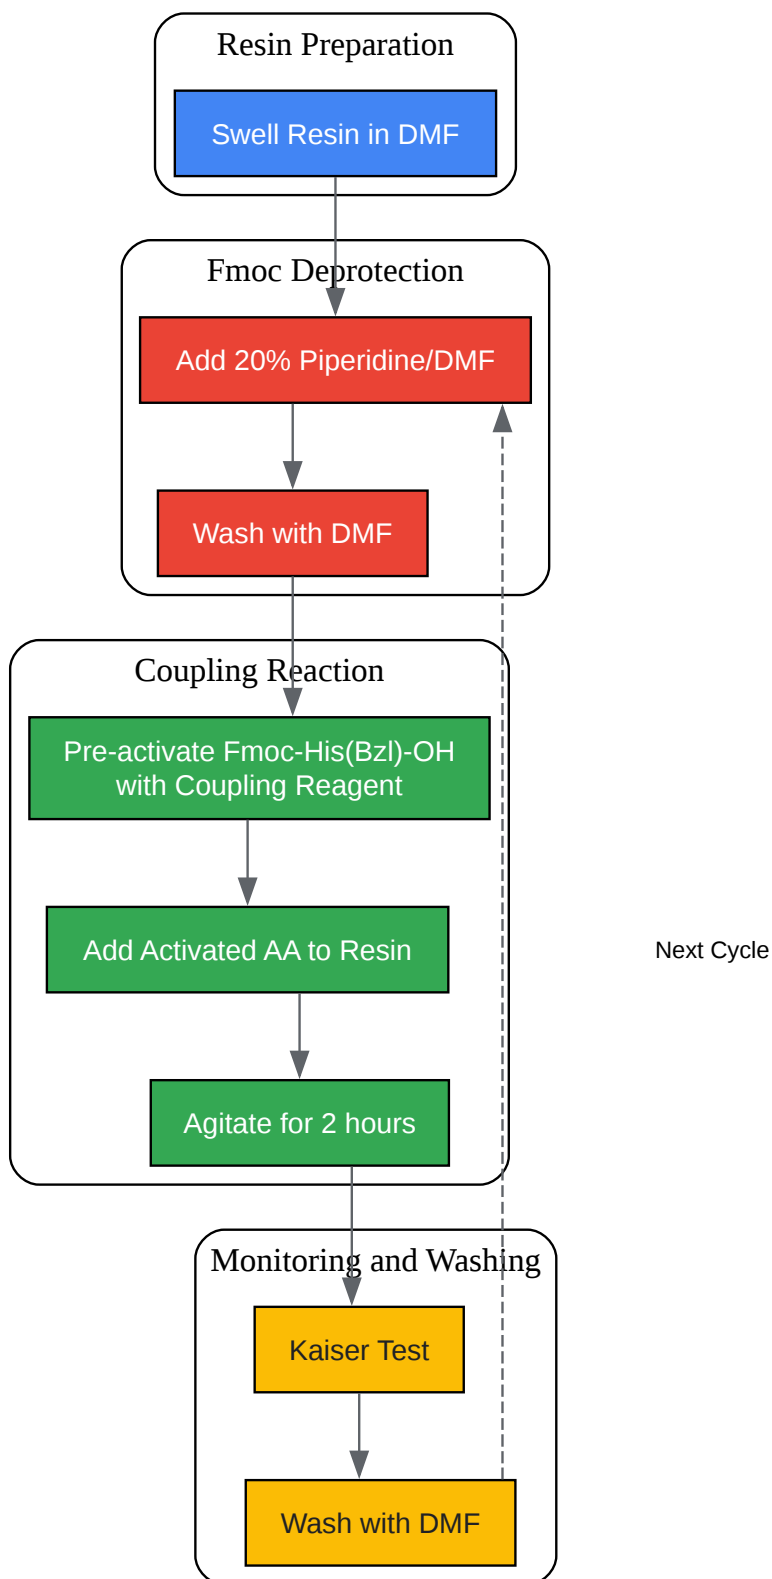 Resin Preparation
Swell Resin in DMF
Fmoc Deprotection
Add 20% Piperidine/DMF
Wash with DMF
Coupling Reaction
Pre-activate Fmoc-His(Bzl)-OH
with Coupling Reagent
Add Activated AA to Resin
Next Cycle
Agitate for 2 hours
Monitoring and Washing
Kaiser Test
Wash with DMF